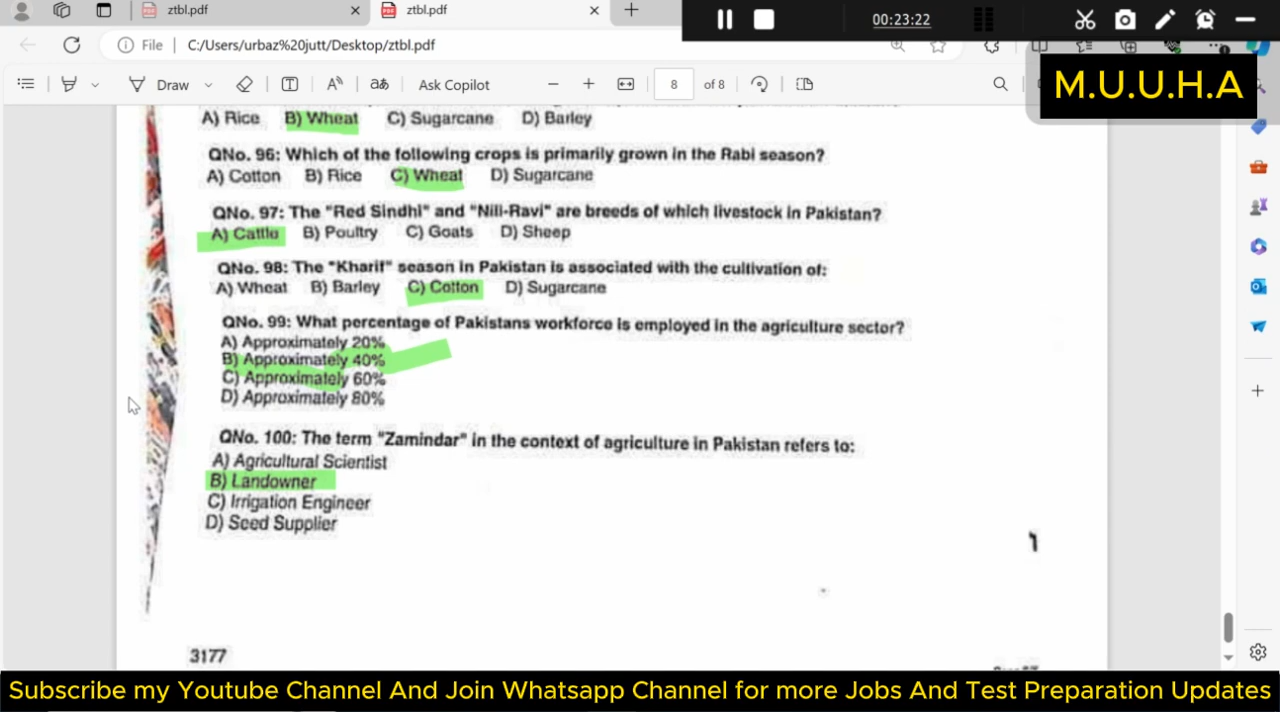 ztbl.pdf
ztbl.pdf
00:23:22
File C:/Users/urbaz%20jutt/Desktop/ztbl.pdf
Draw
Ask Copilot
8 of 8
M.U.U.H.A
A) Rice B) Wheat C) Sugarcane D) Barley
QNo. 96: Which of the following crops is primarily grown in the Rabi season?
A) Cotton B) Rice C) Wheat D) Sugarcane
QNo. 97: The "Red Sindhi" and "Nili-Ravi" are breeds of which livestock in Pakistan?
A) Cattle B) Poultry C) Goats D) Sheep
QNo. 98: The "Kharif" season in Pakistan is associated with the cultivation of:
A) Wheat B) Barley C) Cotton D) Sugarcane
QNo. 99: What percentage of Pakistans workforce is employed in the agriculture sector?
A) Approximately 20%
B) Approximately 40%
C) Approximately 60%
D) Approximately 80%
QNo. 100: The term "Zamindar" in the context of agriculture in Pakistan refers to:
A) Agricultural Scientist
B) Landowner
C) Irrigation Engineer
D) Seed Supplier
3177
Subscribe my Youtube Channel And Join Whatsapp Channel for more Jobs And Test Preparation Updates